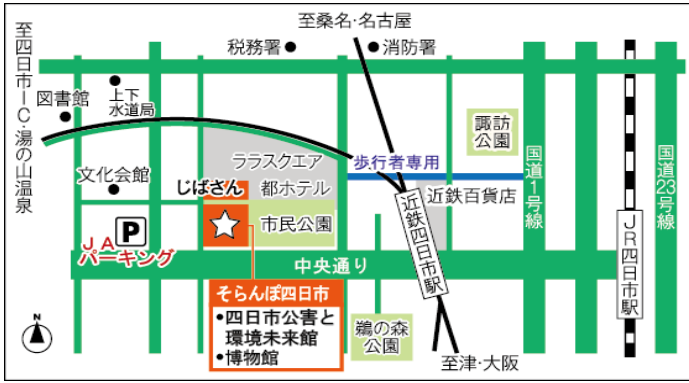 至桑名・名古屋
税務署
消防署
至四日市IC・湯の山温泉
図書館
上下
水道局
諏訪
公園
ララスクエア
歩行者専用
国道1号線
国道23号線
文化会館
じばさん
都ホテル
近鉄百貨店
市民公園
近鉄四日市駅
JR四日市駅
P
JA
パーキング
中央通り
そらんぽ四日市
•四日市公害と
環境未来館
•博物館
鵜の森
公園
N
至津・大阪